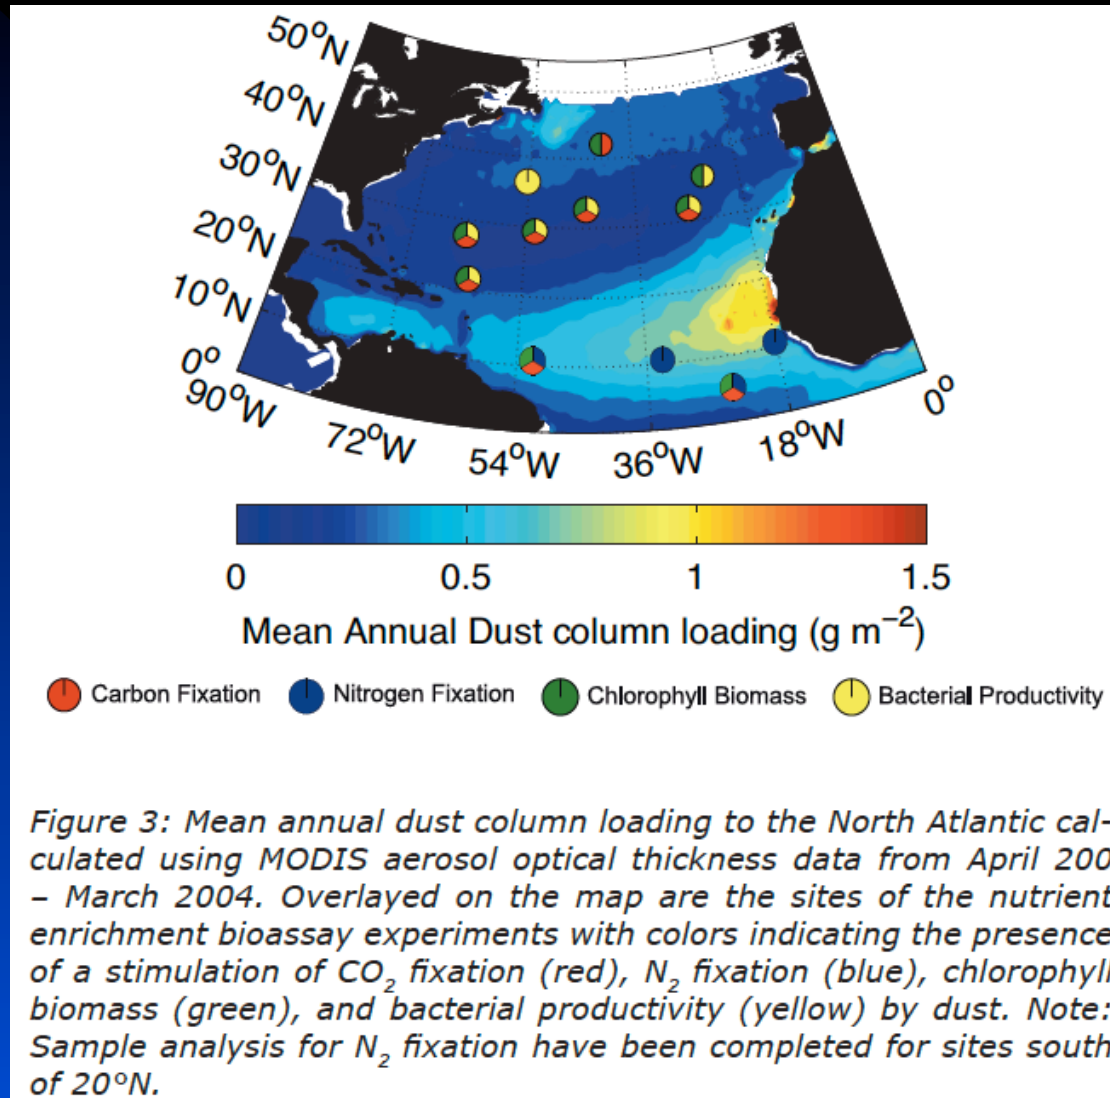 50°N
40°N
30°N
20°N
10°N
0°
90°W
72°W
54°W
36°W
18°W
0°
0 0.5 1 1.5
Mean Annual Dust column loading (g m⁻²)
Carbon Fixation Nitrogen Fixation Chlorophyll Biomass Bacterial Productivity
Figure 3: Mean annual dust column loading to the North Atlantic cal-
culated using MODIS aerosol optical thickness data from April 200
– March 2004. Overlayed on the map are the sites of the nutrient
enrichment bioassay experiments with colors indicating the presence
of a stimulation of CO₂ fixation (red), N₂ fixation (blue), chlorophyll
biomass (green), and bacterial productivity (yellow) by dust. Note:
Sample analysis for N₂ fixation have been completed for sites south
of 20°N.